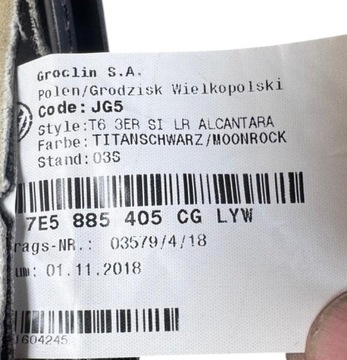 Groclin S.A.
Polen/Grodzisk Wielkopolski
Code: JG5
Style:T6 3ER SI LR ALCANTARA
Farbe:TITANSCHWARZ/MOONROCK
Stand:03S
7E5 885 405 CG LYW
rags-NR.: 03579/4/18
: 01.11.2018
604245